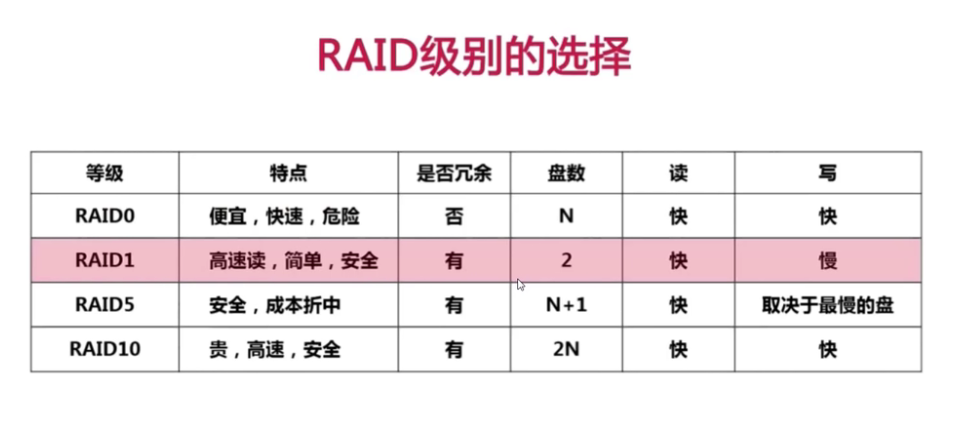 RAID级别的选择
等级 特点 是否冗余 盘数 读 写
RAID0 便宜，快速，危险 否 N 快 快
RAID1 高速读，简单，安全 有 2 快 慢
RAID5 安全，成本折中 有 N+1 快 取决于最慢的盘
RAID10 贵，高速，安全 有 2N 快 快